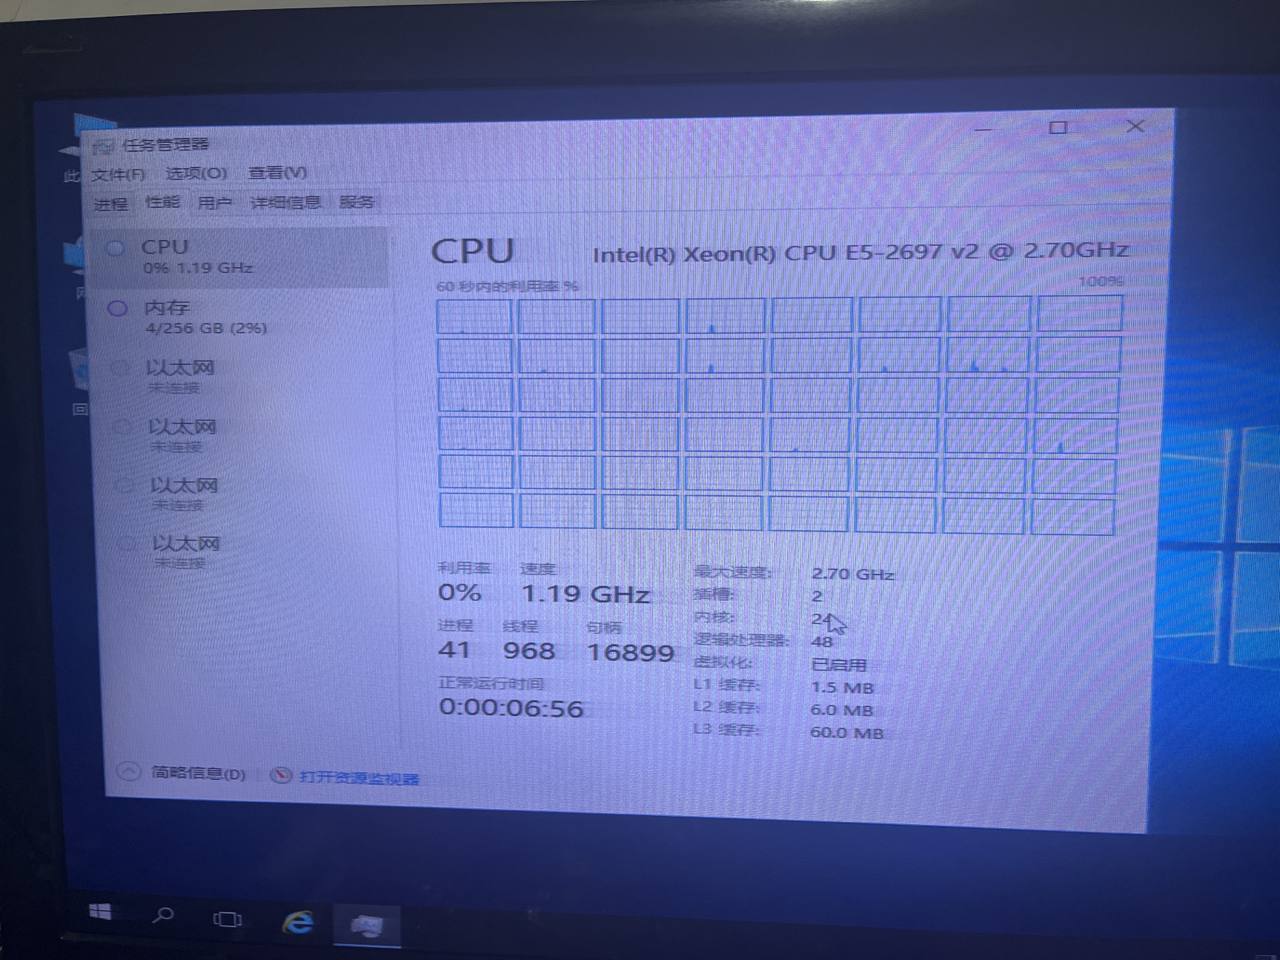 任务管理器
文件(F) 选项(O) 查看(V)
进程 性能 用户 详细信息 服务
CPU
0% 1.19 GHz
内存
4/256 GB (2%)
以太网
未连接
以太网
未连接
以太网
未连接
以太网
未连接
CPU Intel(R) Xeon(R) CPU E5-2697 v2 @ 2.70GHz
60 秒内的利用率 % 100%
利用率 速度
0% 1.19 GHz
进程 线程 句柄
41 968 16899
正常运行时间
0:00:06:56
最大速度: 2.70 GHz
插槽: 2
内核: 24
逻辑处理器: 48
虚拟化: 已启用
L1 缓存: 1.5 MB
L2 缓存: 6.0 MB
L3 缓存: 60.0 MB
简略信息(D) 打开资源监视器
此
回